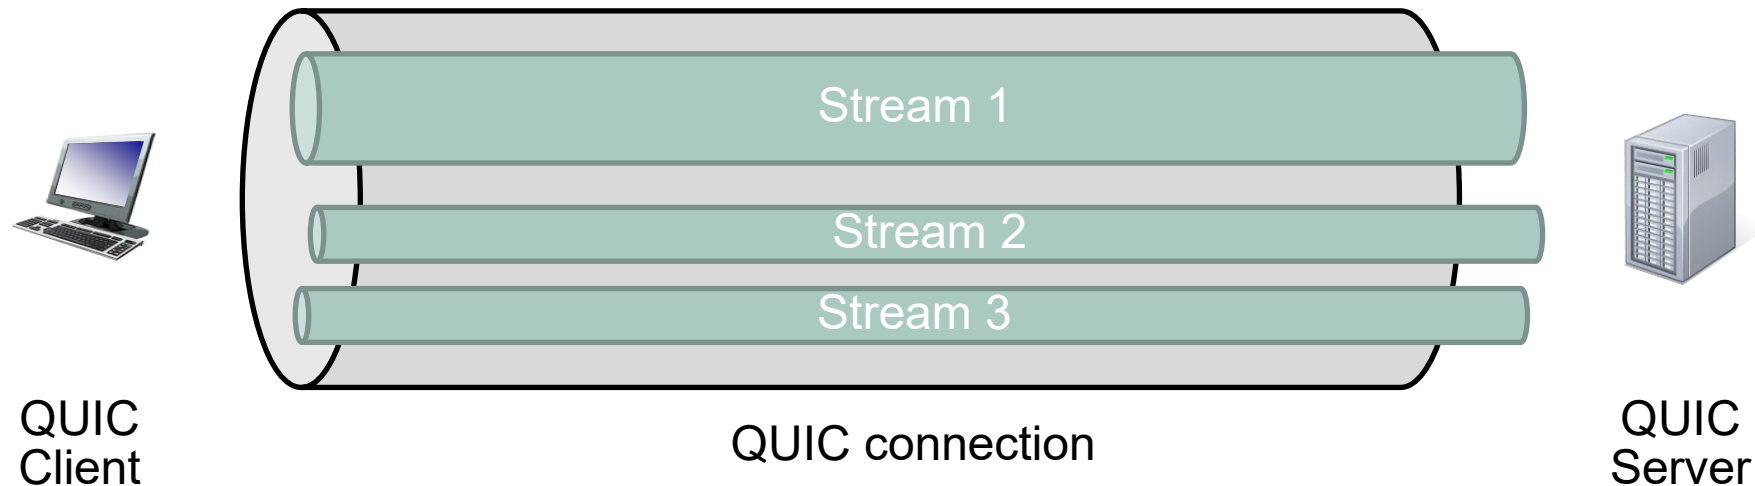 Stream 1
Stream 2
Stream 3
QUIC
Client
QUIC connection
QUIC
Server